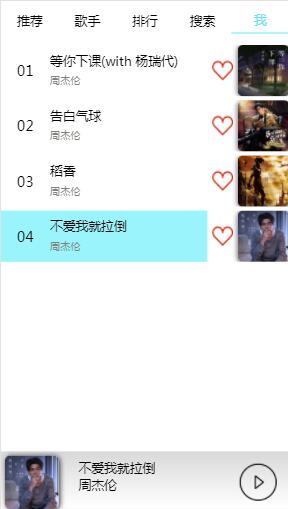 推荐 歌手 排行 搜索 我
01 等你下课(with 杨瑞代)
周杰伦
02 告白气球
周杰伦
03 稻香
周杰伦
04 不爱我就拉倒
周杰伦
不爱我就拉倒
周杰伦